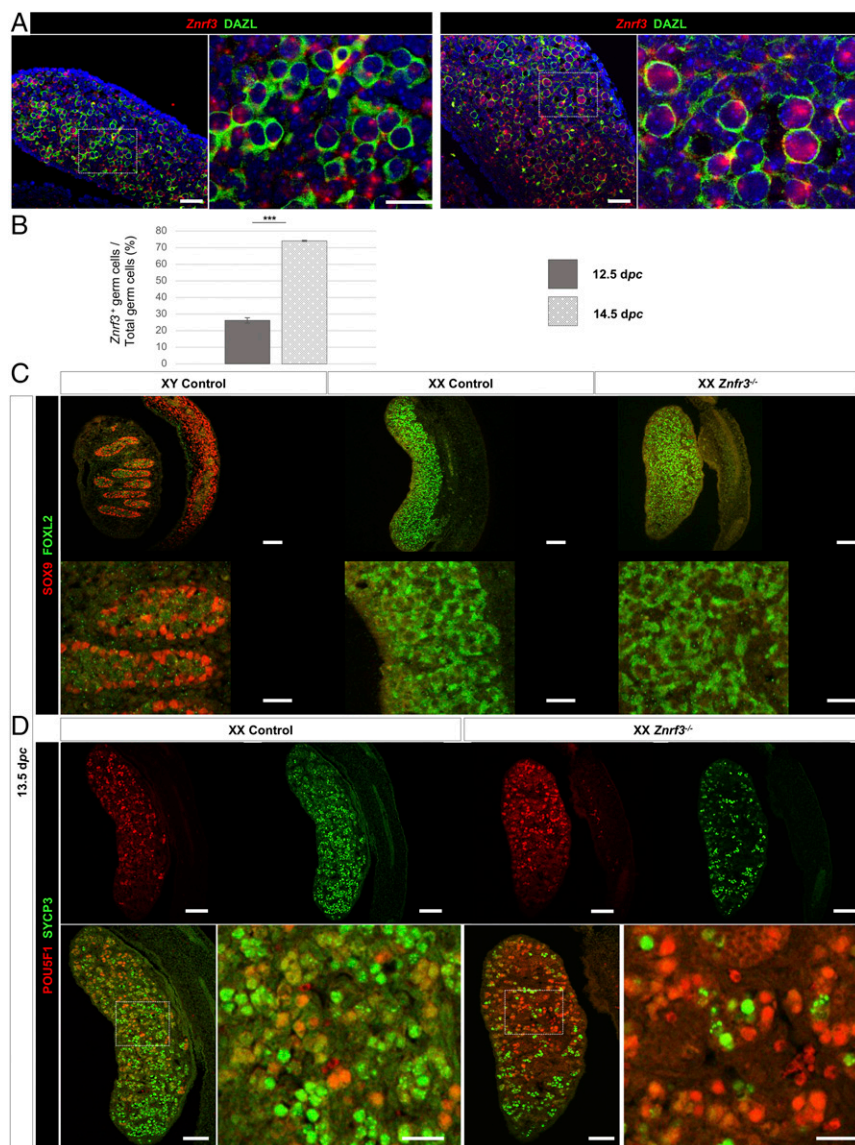 A
Znrf3 DAZL
Znrf3 DAZL
B
Znrf3 + germ cells /
Total germ cells (%)
80
70
60
50
40
30
20
10
0
***
12.5 dpc
14.5 dpc
C
XY Control
XX Control
XX Znfr3-/-
SOX9 FOXL2
D
XX Control
XX Znrf3-/-
13.5 dpc
POU5F1 SYCP3